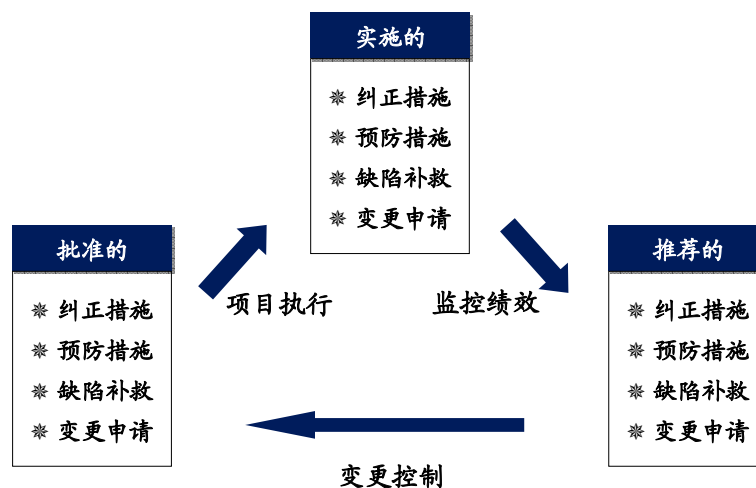 实施的
✵ 纠正措施
✵ 预防措施
✵ 缺陷补救
✵ 变更申请
批准的
✵ 纠正措施
✵ 预防措施
✵ 缺陷补救
✵ 变更申请
项目执行
监控绩效
推荐的
✵ 纠正措施
✵ 预防措施
✵ 缺陷补救
✵ 变更申请
变更控制